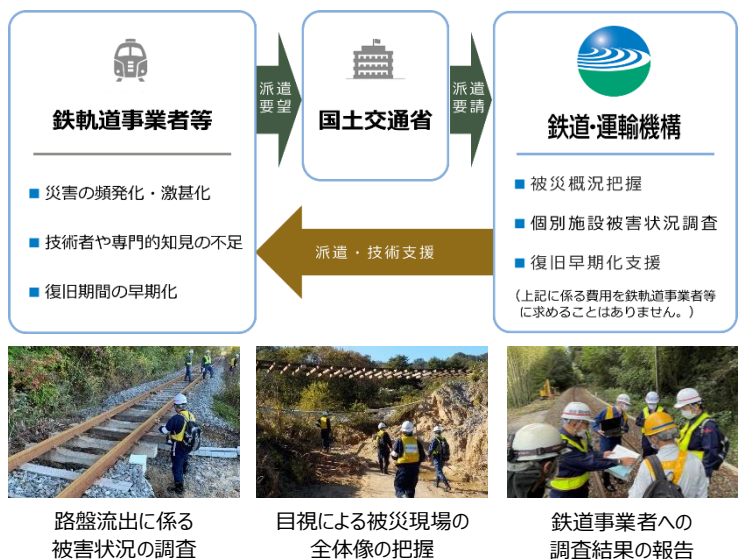 鉄軌道事業者等
災害の頻発化・激甚化
技術者や専門的知見の不足
復旧期間の早期化
派遣
要望
国土交通省
派遣
要請
鉄道・運輸機構
被災概況把握
個別施設被害状況調査
復旧早期化支援
（上記に係る費用を鉄軌道事業者等
に求めることはありません。）
派遣・技術支援
路盤流出に係る
被害状況の調査
目視による被災現場の
全体像の把握
鉄道事業者への
調査結果の報告